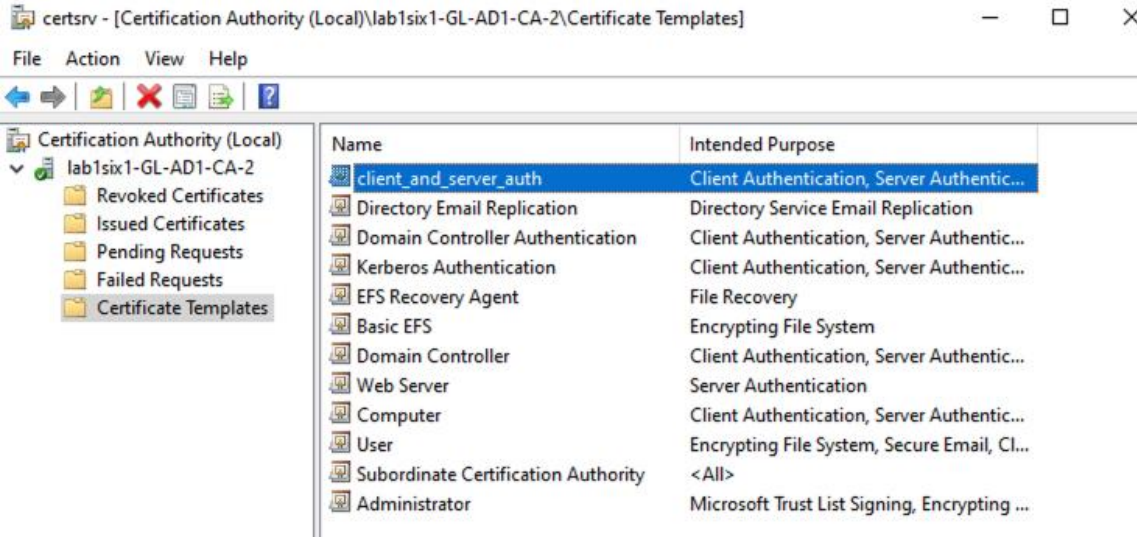 certsrv - [Certification Authority (Local)\lab1six1-GL-AD1-CA-2\Certificate Templates]
File Action View Help
Certification Authority (Local)
lab1six1-GL-AD1-CA-2
Revoked Certificates
Issued Certificates
Pending Requests
Failed Requests
Certificate Templates
Name Intended Purpose
client_and_server_auth Client Authentication, Server Authentic...
Directory Email Replication Directory Service Email Replication
Domain Controller Authentication Client Authentication, Server Authentic...
Kerberos Authentication Client Authentication, Server Authentic...
EFS Recovery Agent File Recovery
Basic EFS Encrypting File System
Domain Controller Client Authentication, Server Authentic...
Web Server Server Authentication
Computer Client Authentication, Server Authentic...
User Encrypting File System, Secure Email, Cl...
Subordinate Certification Authority <All>
Administrator Microsoft Trust List Signing, Encrypting ...